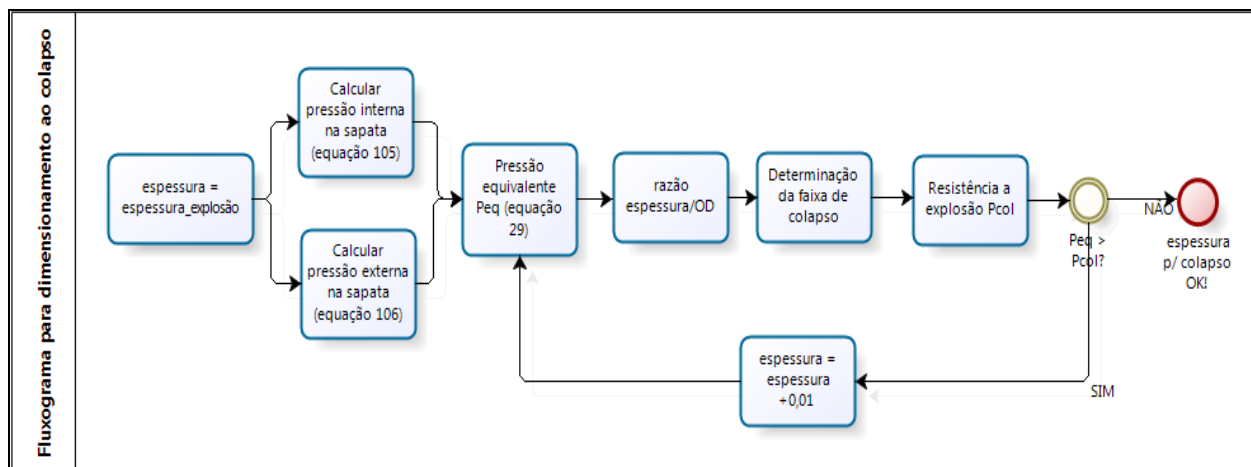 Fluxograma para dimensionamento ao colapso
espessura =
espessura_explosão
Calcular
pressão interna
na sapata
(equação 105)
Calcular
pressão externa
na sapata
(equação 106)
Pressão
equivalente
Peq (equação
29)
razão
espessura/OD
Determinação
da faixa de
colapso
Resistência a
explosão Pcol
Peq >
Pcol?
NÃO
espessura
p/ colapso
OK!
SIM
espessura =
espessura
+0,01